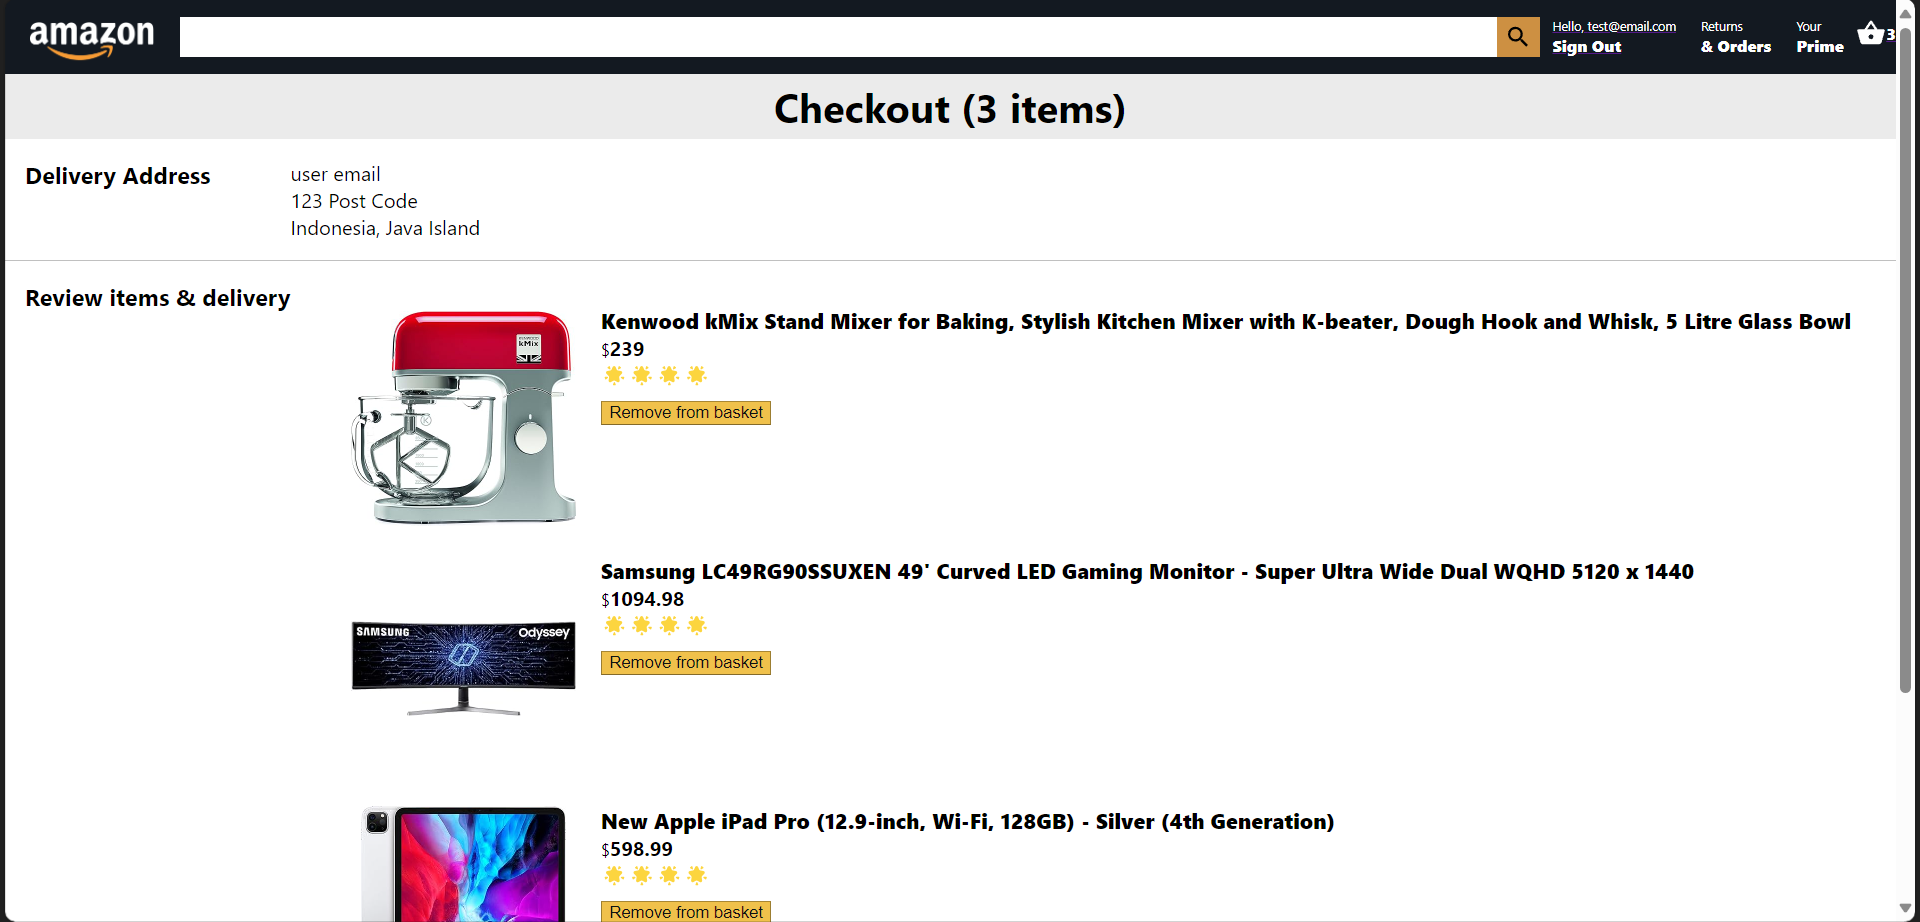 amazon
Hello, test@email.com
Sign Out
Returns
& Orders
Your
Prime
3
Checkout (3 items)
Delivery Address
user email
123 Post Code
Indonesia, Java Island
Review items & delivery
KENWOOD
kMix
Kenwood kMix Stand Mixer for Baking, Stylish Kitchen Mixer with K-beater, Dough Hook and Whisk, 5 Litre Glass Bowl
$239
Remove from basket
SAMSUNG
Odyssey
Samsung LC49RG90SSUXEN 49' Curved LED Gaming Monitor - Super Ultra Wide Dual WQHD 5120 x 1440
$1094.98
Remove from basket
New Apple iPad Pro (12.9-inch, Wi-Fi, 128GB) - Silver (4th Generation)
$598.99
Remove from basket